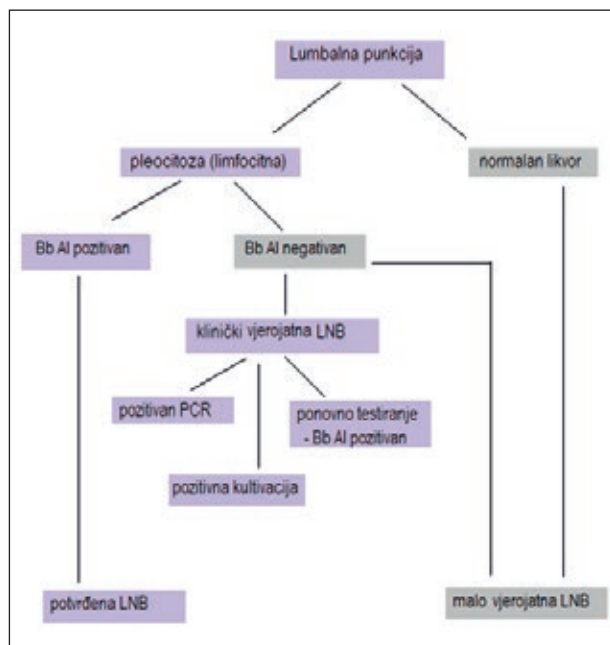 Lumbalna punkcija
pleocitoza (limfocitna)
normalan likvor
Bb AI pozitivan
Bb AI negativan
klinički vjerojatna LNB
pozitivan PCR
ponovno testiranje
- Bb AI pozitivan
pozitivna kultivacija
potvrđena LNB
malo vjerojatna LNB